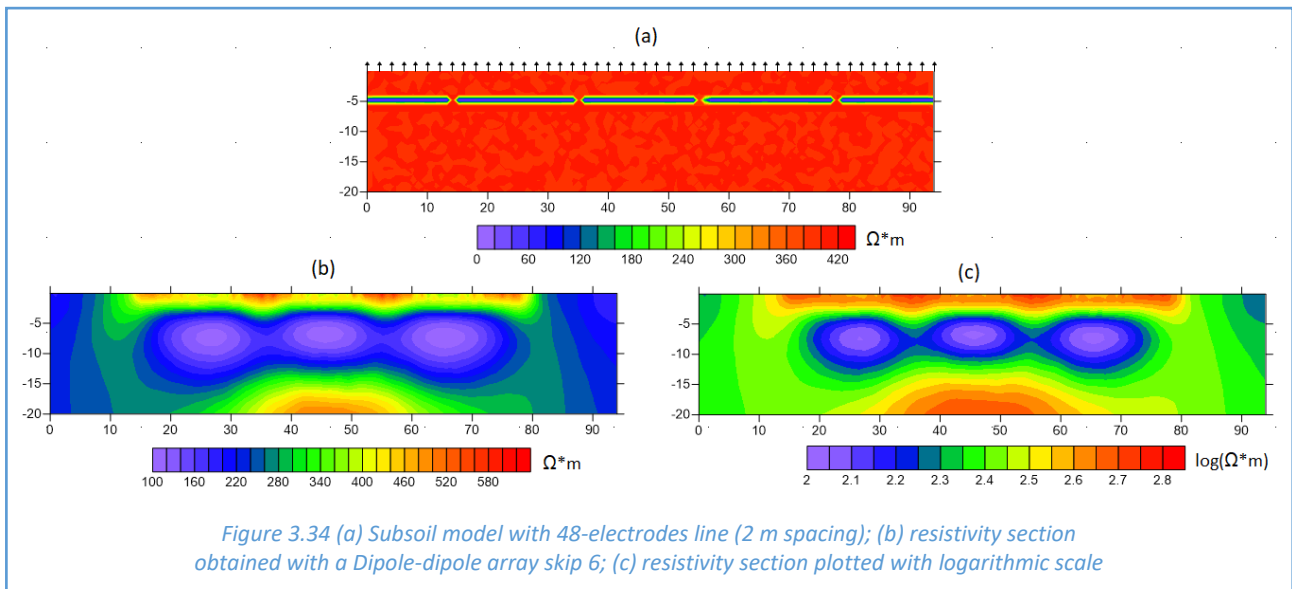 (a)
-5
-10
-15
-20
0 10 20 30 40 50 60 70 80 90
0 60 120 180 240 300 360 420 Ω*m
(b)
-5
-10
-15
-20
0 10 20 30 40 50 60 70 80 90
100 160 220 280 340 400 460 520 580 Ω*m
(c)
-5
-10
-15
-20
0 10 20 30 40 50 60 70 80 90
2 2.1 2.2 2.3 2.4 2.5 2.6 2.7 2.8 log(Ω*m)
Figure 3.34 (a) Subsoil model with 48-electrodes line (2 m spacing); (b) resistivity section
obtained with a Dipole-dipole array skip 6; (c) resistivity section plotted with logarithmic scale